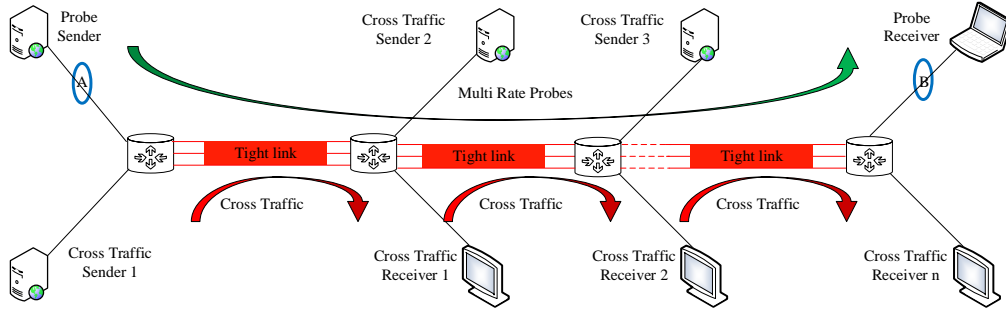 Probe
Sender
Cross Traffic
Sender 2
Cross Traffic
Sender 3
Probe
Receiver
A
B
Multi Rate Probes
Tight link
Tight link
Tight link
Cross Traffic
Cross Traffic
Cross Traffic
Cross Traffic
Sender 1
Cross Traffic
Receiver 1
Cross Traffic
Receiver 2
Cross Traffic
Receiver n